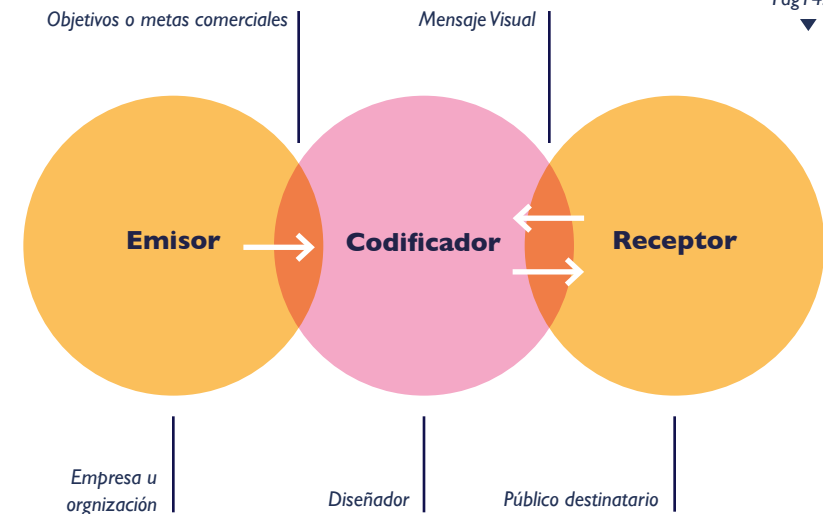 Objetivos o metas comerciales
Mensaje Visual
Emisor
Codificador
Receptor
Empresa u
orgnización
Diseñador
Público destinatario